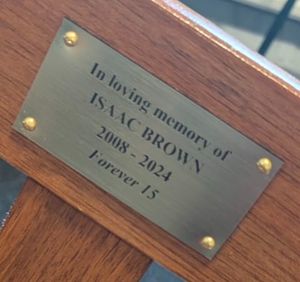 In loving memory of
ISAAC BROWN
2008 - 2024
Forever 15